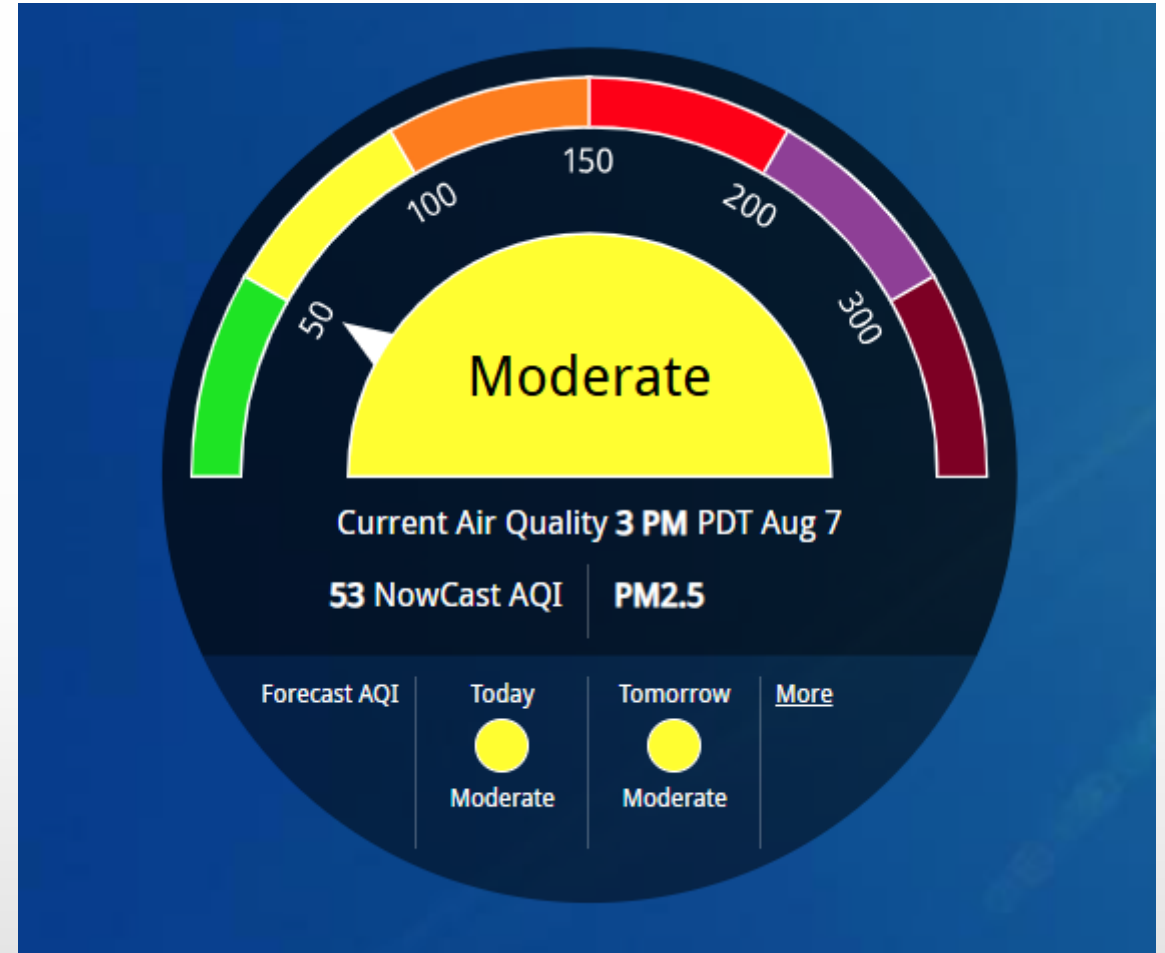 150
100
200
50
300
Moderate
Current Air Quality 3 PM PDT Aug 7
53 NowCast AQI PM2.5
Forecast AQI Today Tomorrow More
Moderate Moderate